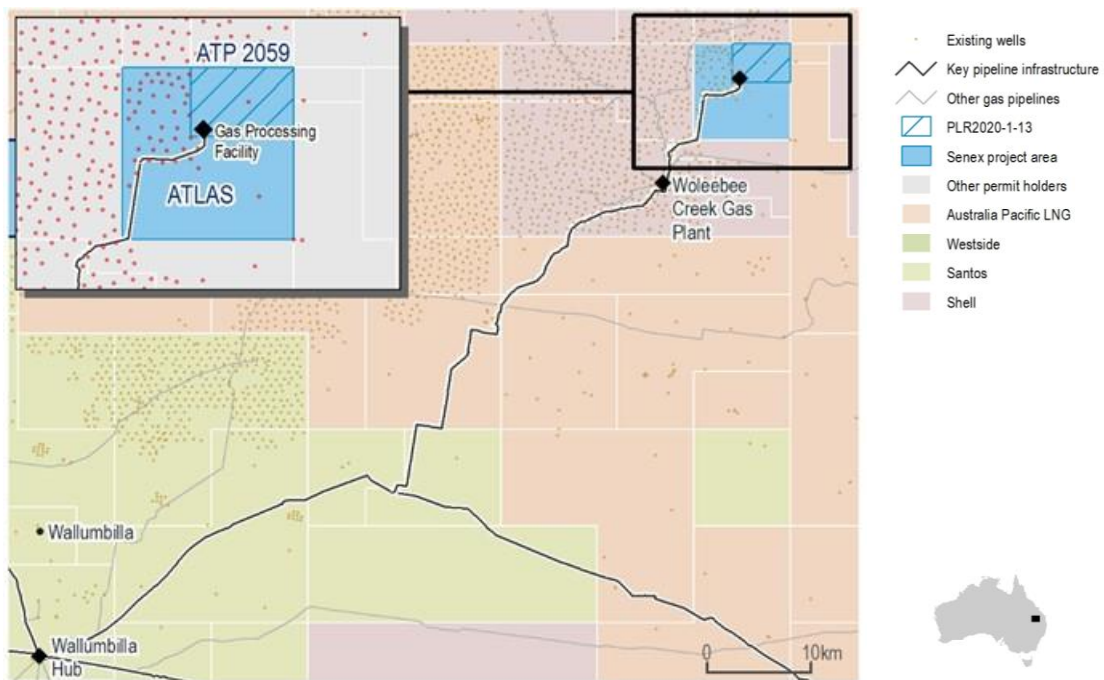 ATP 2059
Gas Processing
Facility
ATLAS
Woleebee
Creek Gas
Plant
Wallumbilla
Wallumbilla
Hub
0 10km
Existing wells
Key pipeline infrastructure
Other gas pipelines
PLR2020-1-13
Senex project area
Other permit holders
Australia Pacific LNG
Westside
Santos
Shell